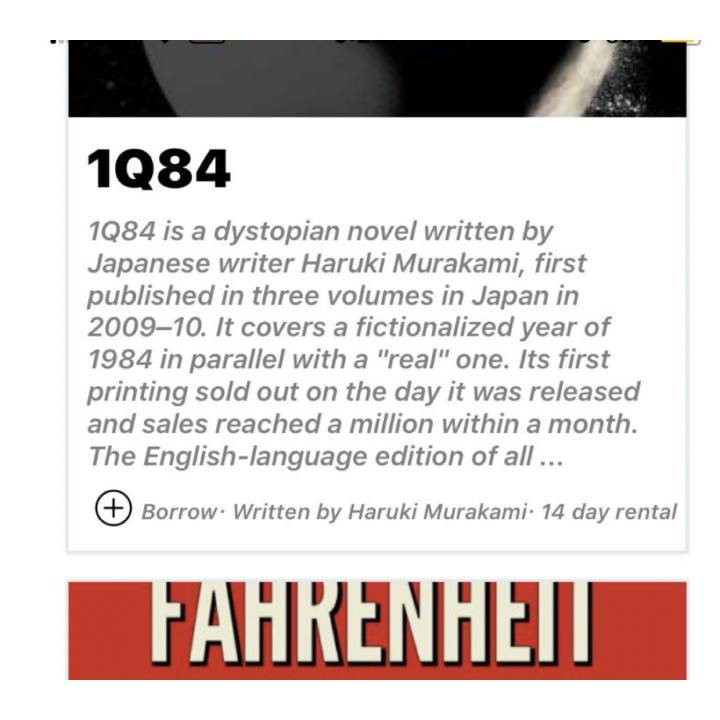 1Q84
1Q84 is a dystopian novel written by
Japanese writer Haruki Murakami, first
published in three volumes in Japan in
2009–10. It covers a fictionalized year of
1984 in parallel with a "real" one. Its first
printing sold out on the day it was released
and sales reached a million within a month.
The English-language edition of all ...
Borrow· Written by Haruki Murakami· 14 day rental
FAHRENHEIT